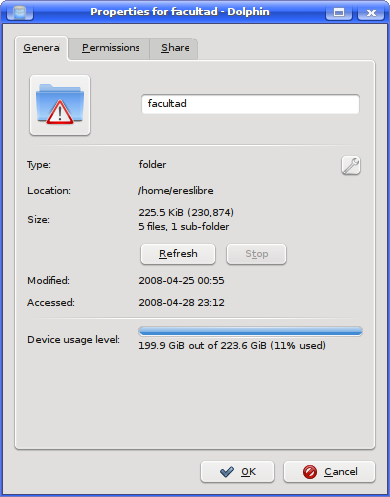 Properties for facultad - Dolphin
Genera Permissions Share
facultad
Type: folder
Location: /home/ereslibre
Size: 225.5 KiB (230,874)
5 files, 1 sub-folder
Refresh Stop
Modified: 2008-04-25 00:55
Accessed: 2008-04-28 23:12
Device usage level:
199.9 GiB out of 223.6 GiB (11% used)
OK Cancel